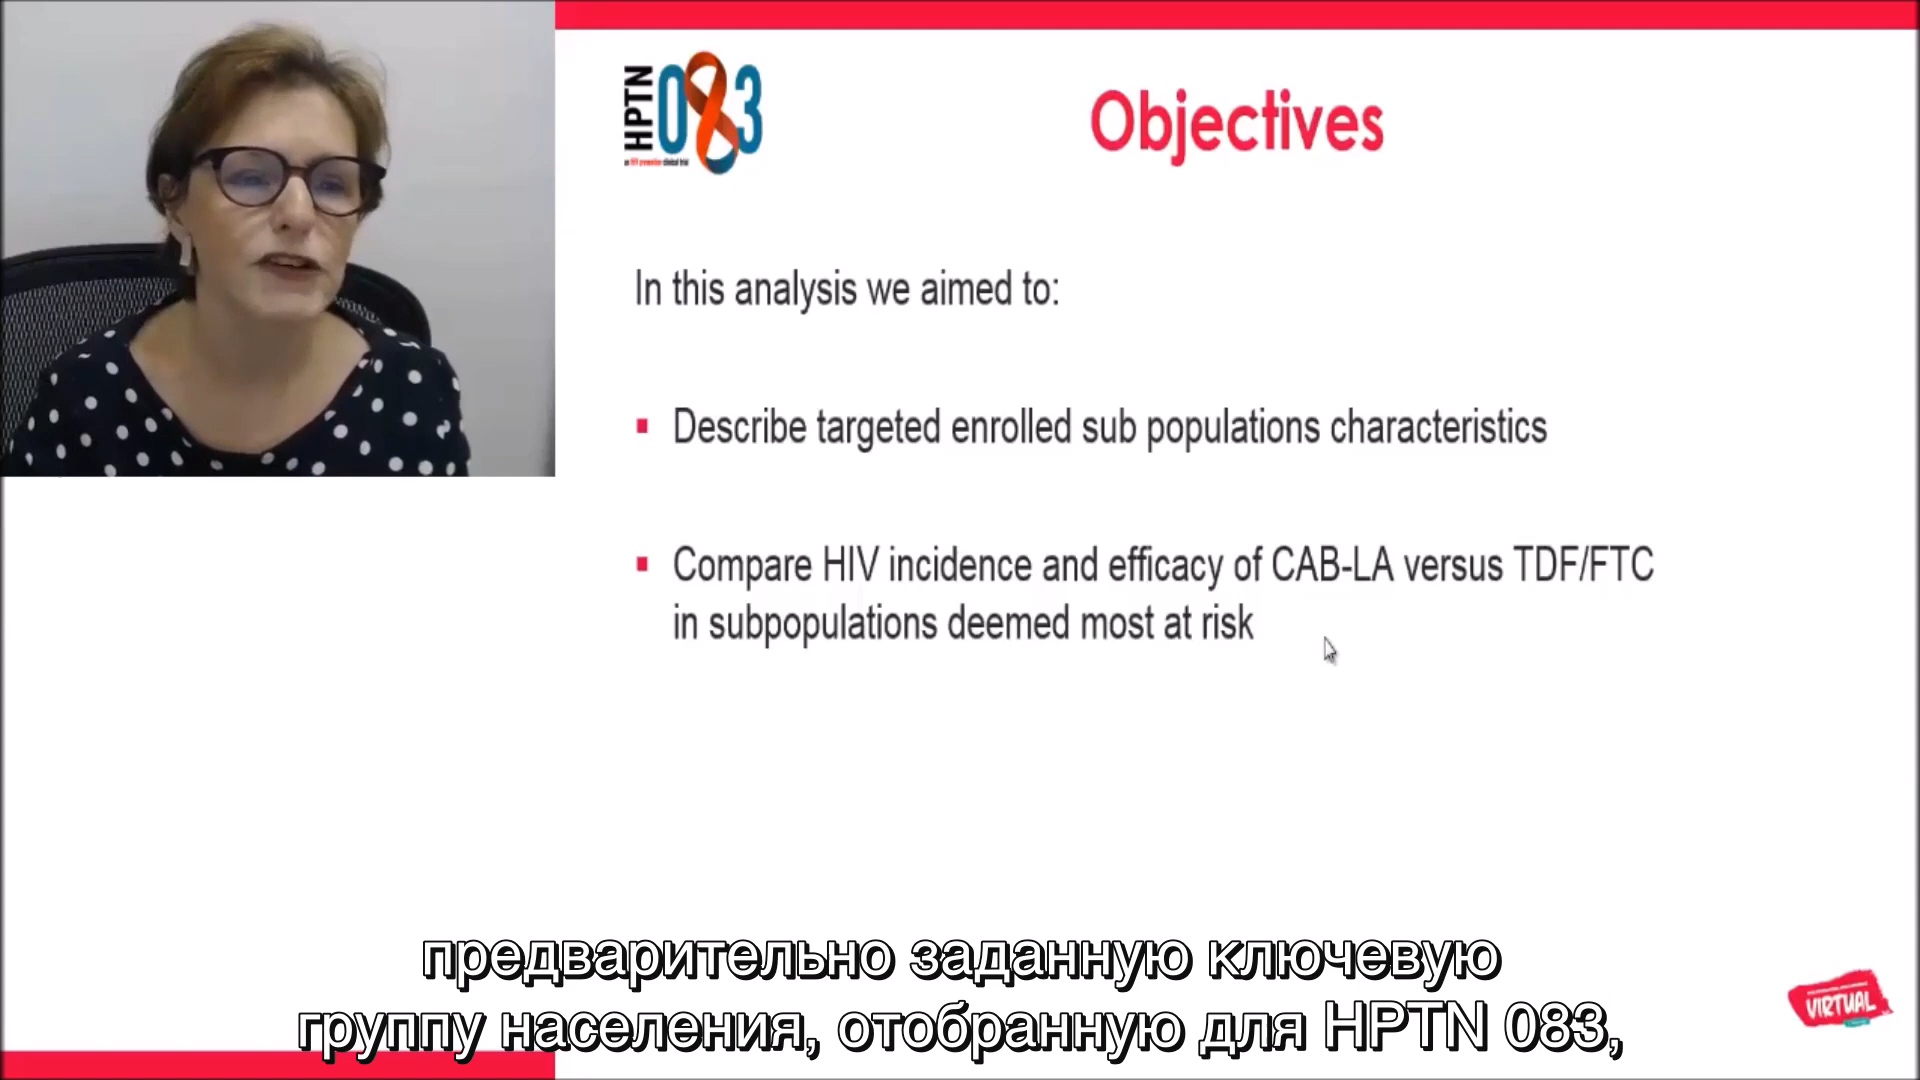 HPTN 083
Objectives
In this analysis we aimed to:
Describe targeted enrolled sub populations characteristics
Compare HIV incidence and efficacy of CAB-LA versus TDF/FTC
in subpopulations deemed most at risk
предварительно заданную ключевую
группу населения, отобранную для HPTN 083,
VIRTUAL